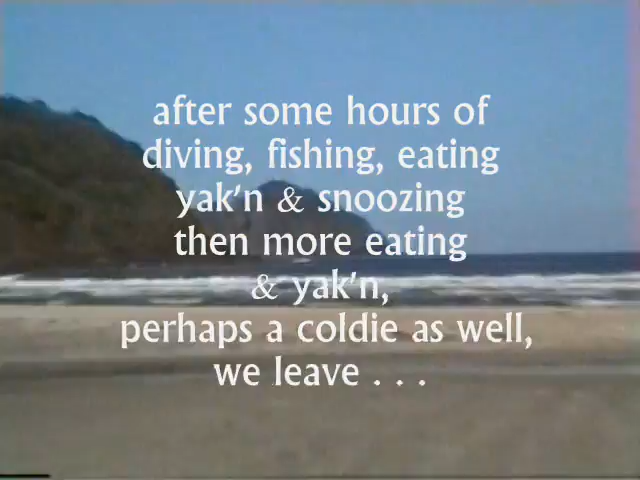 after some hours of
diving, fishing, eating
yak'n & snoozing
then more eating
& yak'n,
perhaps a coldie as well,
we leave . . .